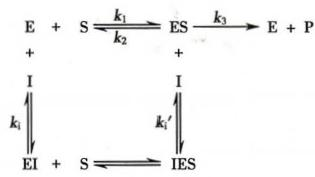 E + S k₁ k₂ ES k₃ E + P
+ +
I I
kᵢ kᵢ′
EI + S IES